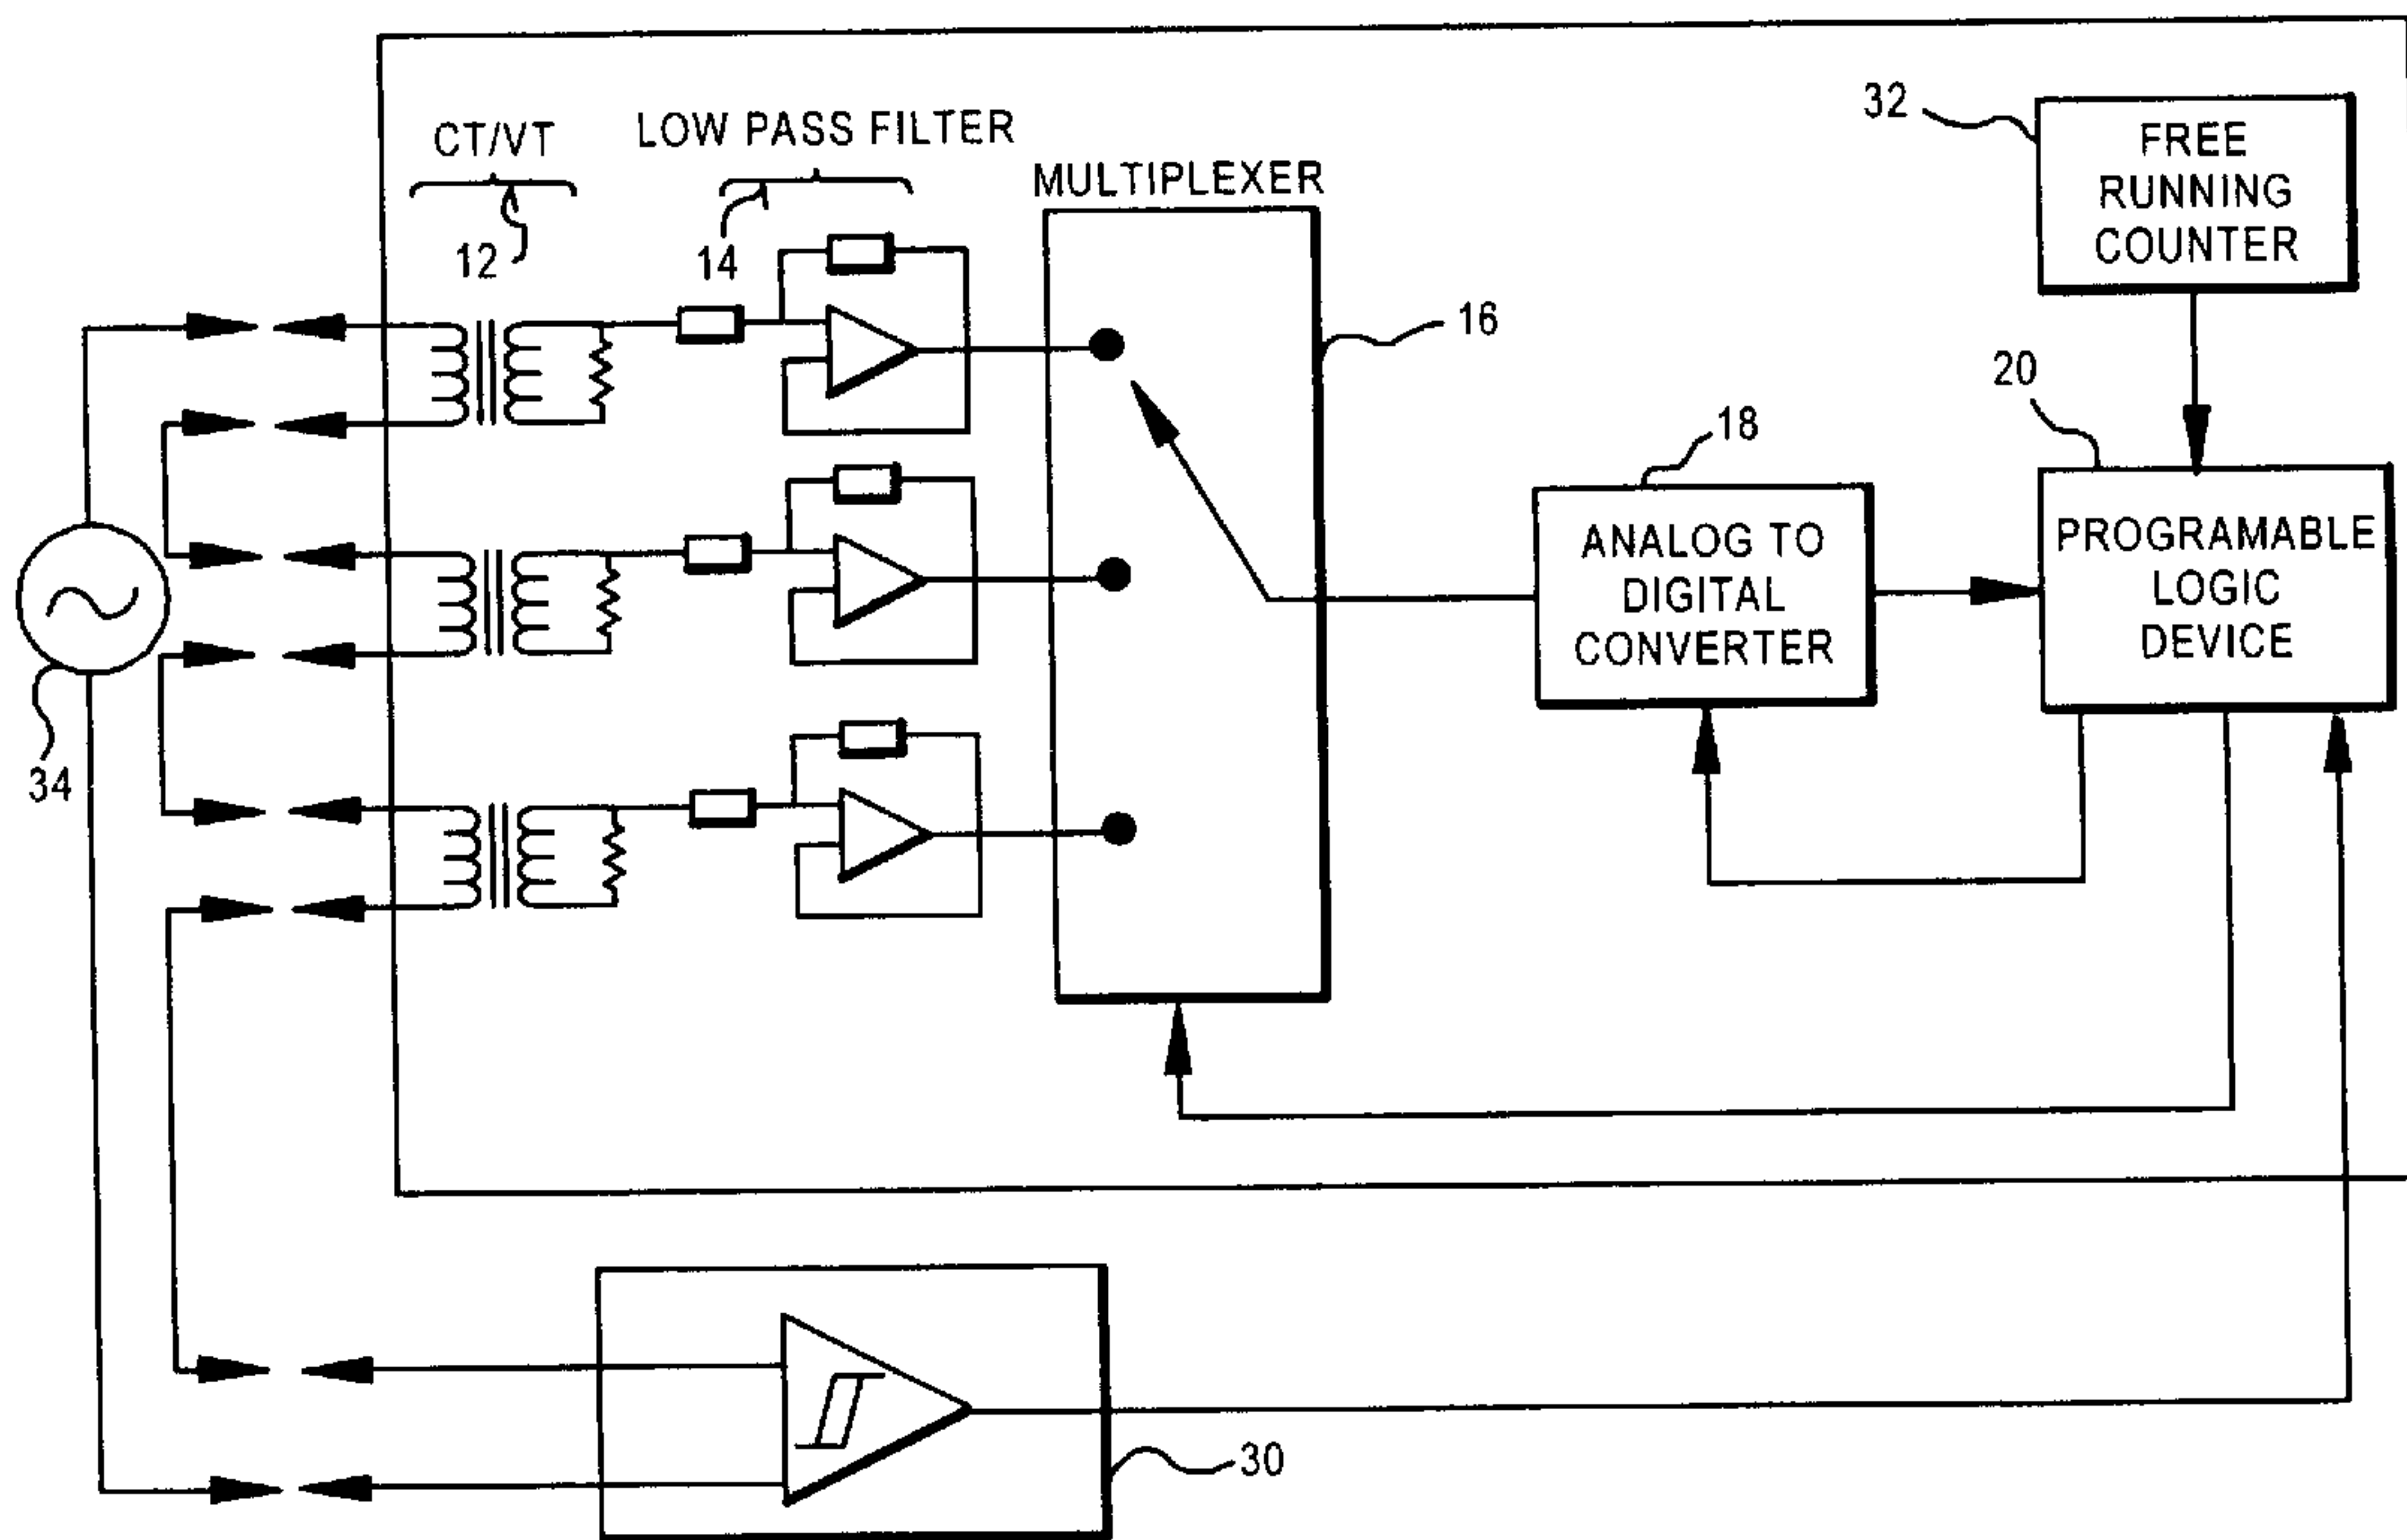 CT/VT
12
LOW PASS FILTER
14
MULTIPLEXER
16
32
FREE
RUNNING
COUNTER
18
ANALOG TO
DIGITAL
CONVERTER
20
PROGRAMABLE
LOGIC
DEVICE
34
30